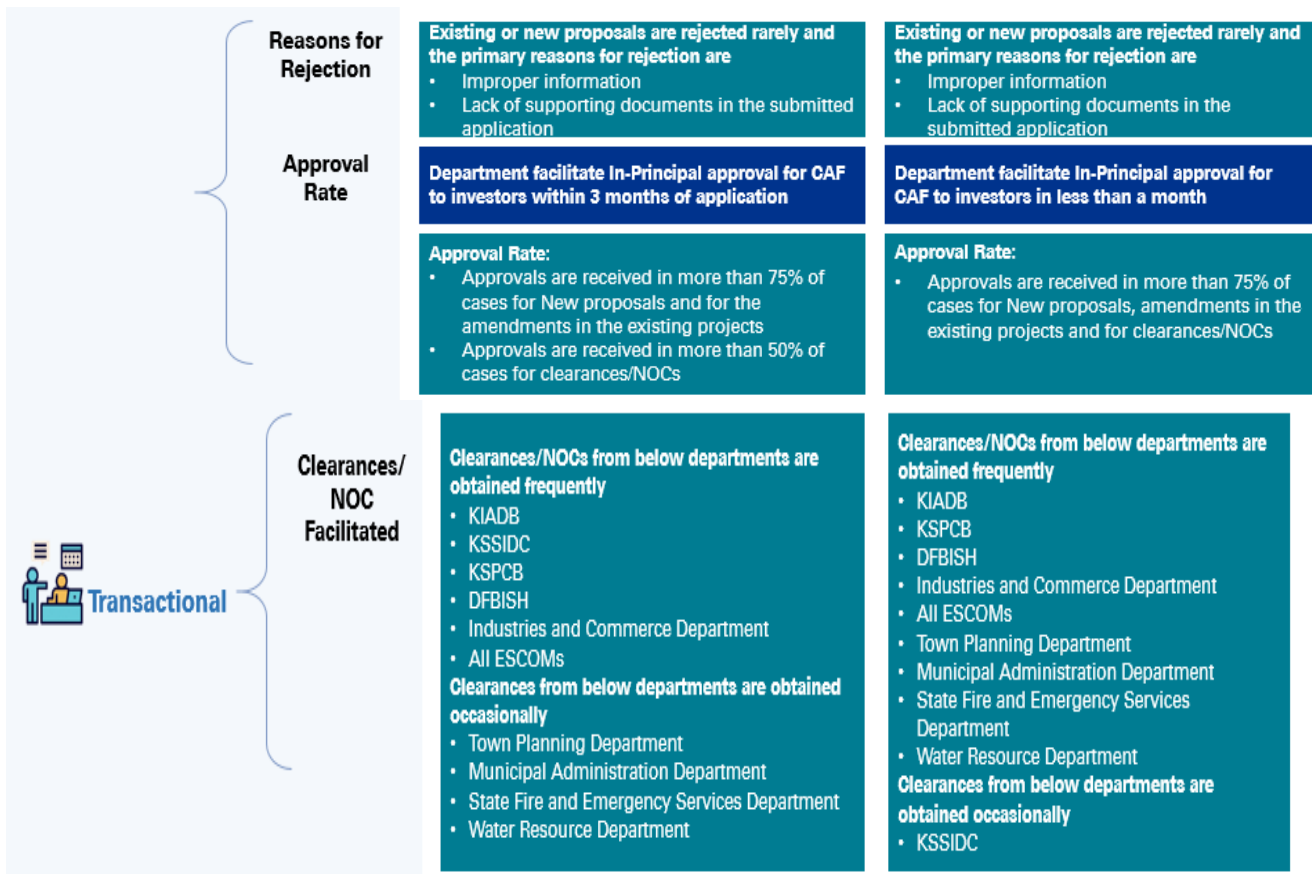 Reasons for
Rejection
Existing or new proposals are rejected rarely and
the primary reasons for rejection are
• Improper information
• Lack of supporting documents in the submitted
application
Existing or new proposals are rejected rarely and
the primary reasons for rejection are
• Improper information
• Lack of supporting documents in the
submitted application
Approval
Rate
Department facilitate In-Principal approval for CAF
to investors within 3 months of application
Department facilitate In-Principal approval for
CAF to investors in less than a month
Approval Rate:
• Approvals are received in more than 75% of
cases for New proposals and for the
amendments in the existing projects
• Approvals are received in more than 50% of
cases for clearances/NOCs
Approval Rate:
• Approvals are received in more than 75% of
cases for New proposals, amendments in the
existing projects and for clearances/NOCs
Transactional
Clearances/
NOC
Facilitated
Clearances/NOCs from below departments are
obtained frequently
• KIADB
• KSSIDC
• KSPCB
• DFBISH
• Industries and Commerce Department
• All ESCOMs
Clearances from below departments are obtained
occasionally
• Town Planning Department
• Municipal Administration Department
• State Fire and Emergency Services Department
• Water Resource Department
Clearances/NOCs from below departments are
obtained frequently
• KIADB
• KSPCB
• DFBISH
• Industries and Commerce Department
• All ESCOMs
• Town Planning Department
• Municipal Administration Department
• State Fire and Emergency Services
Department
• Water Resource Department
Clearances from below departments are
obtained occasionally
• KSSIDC